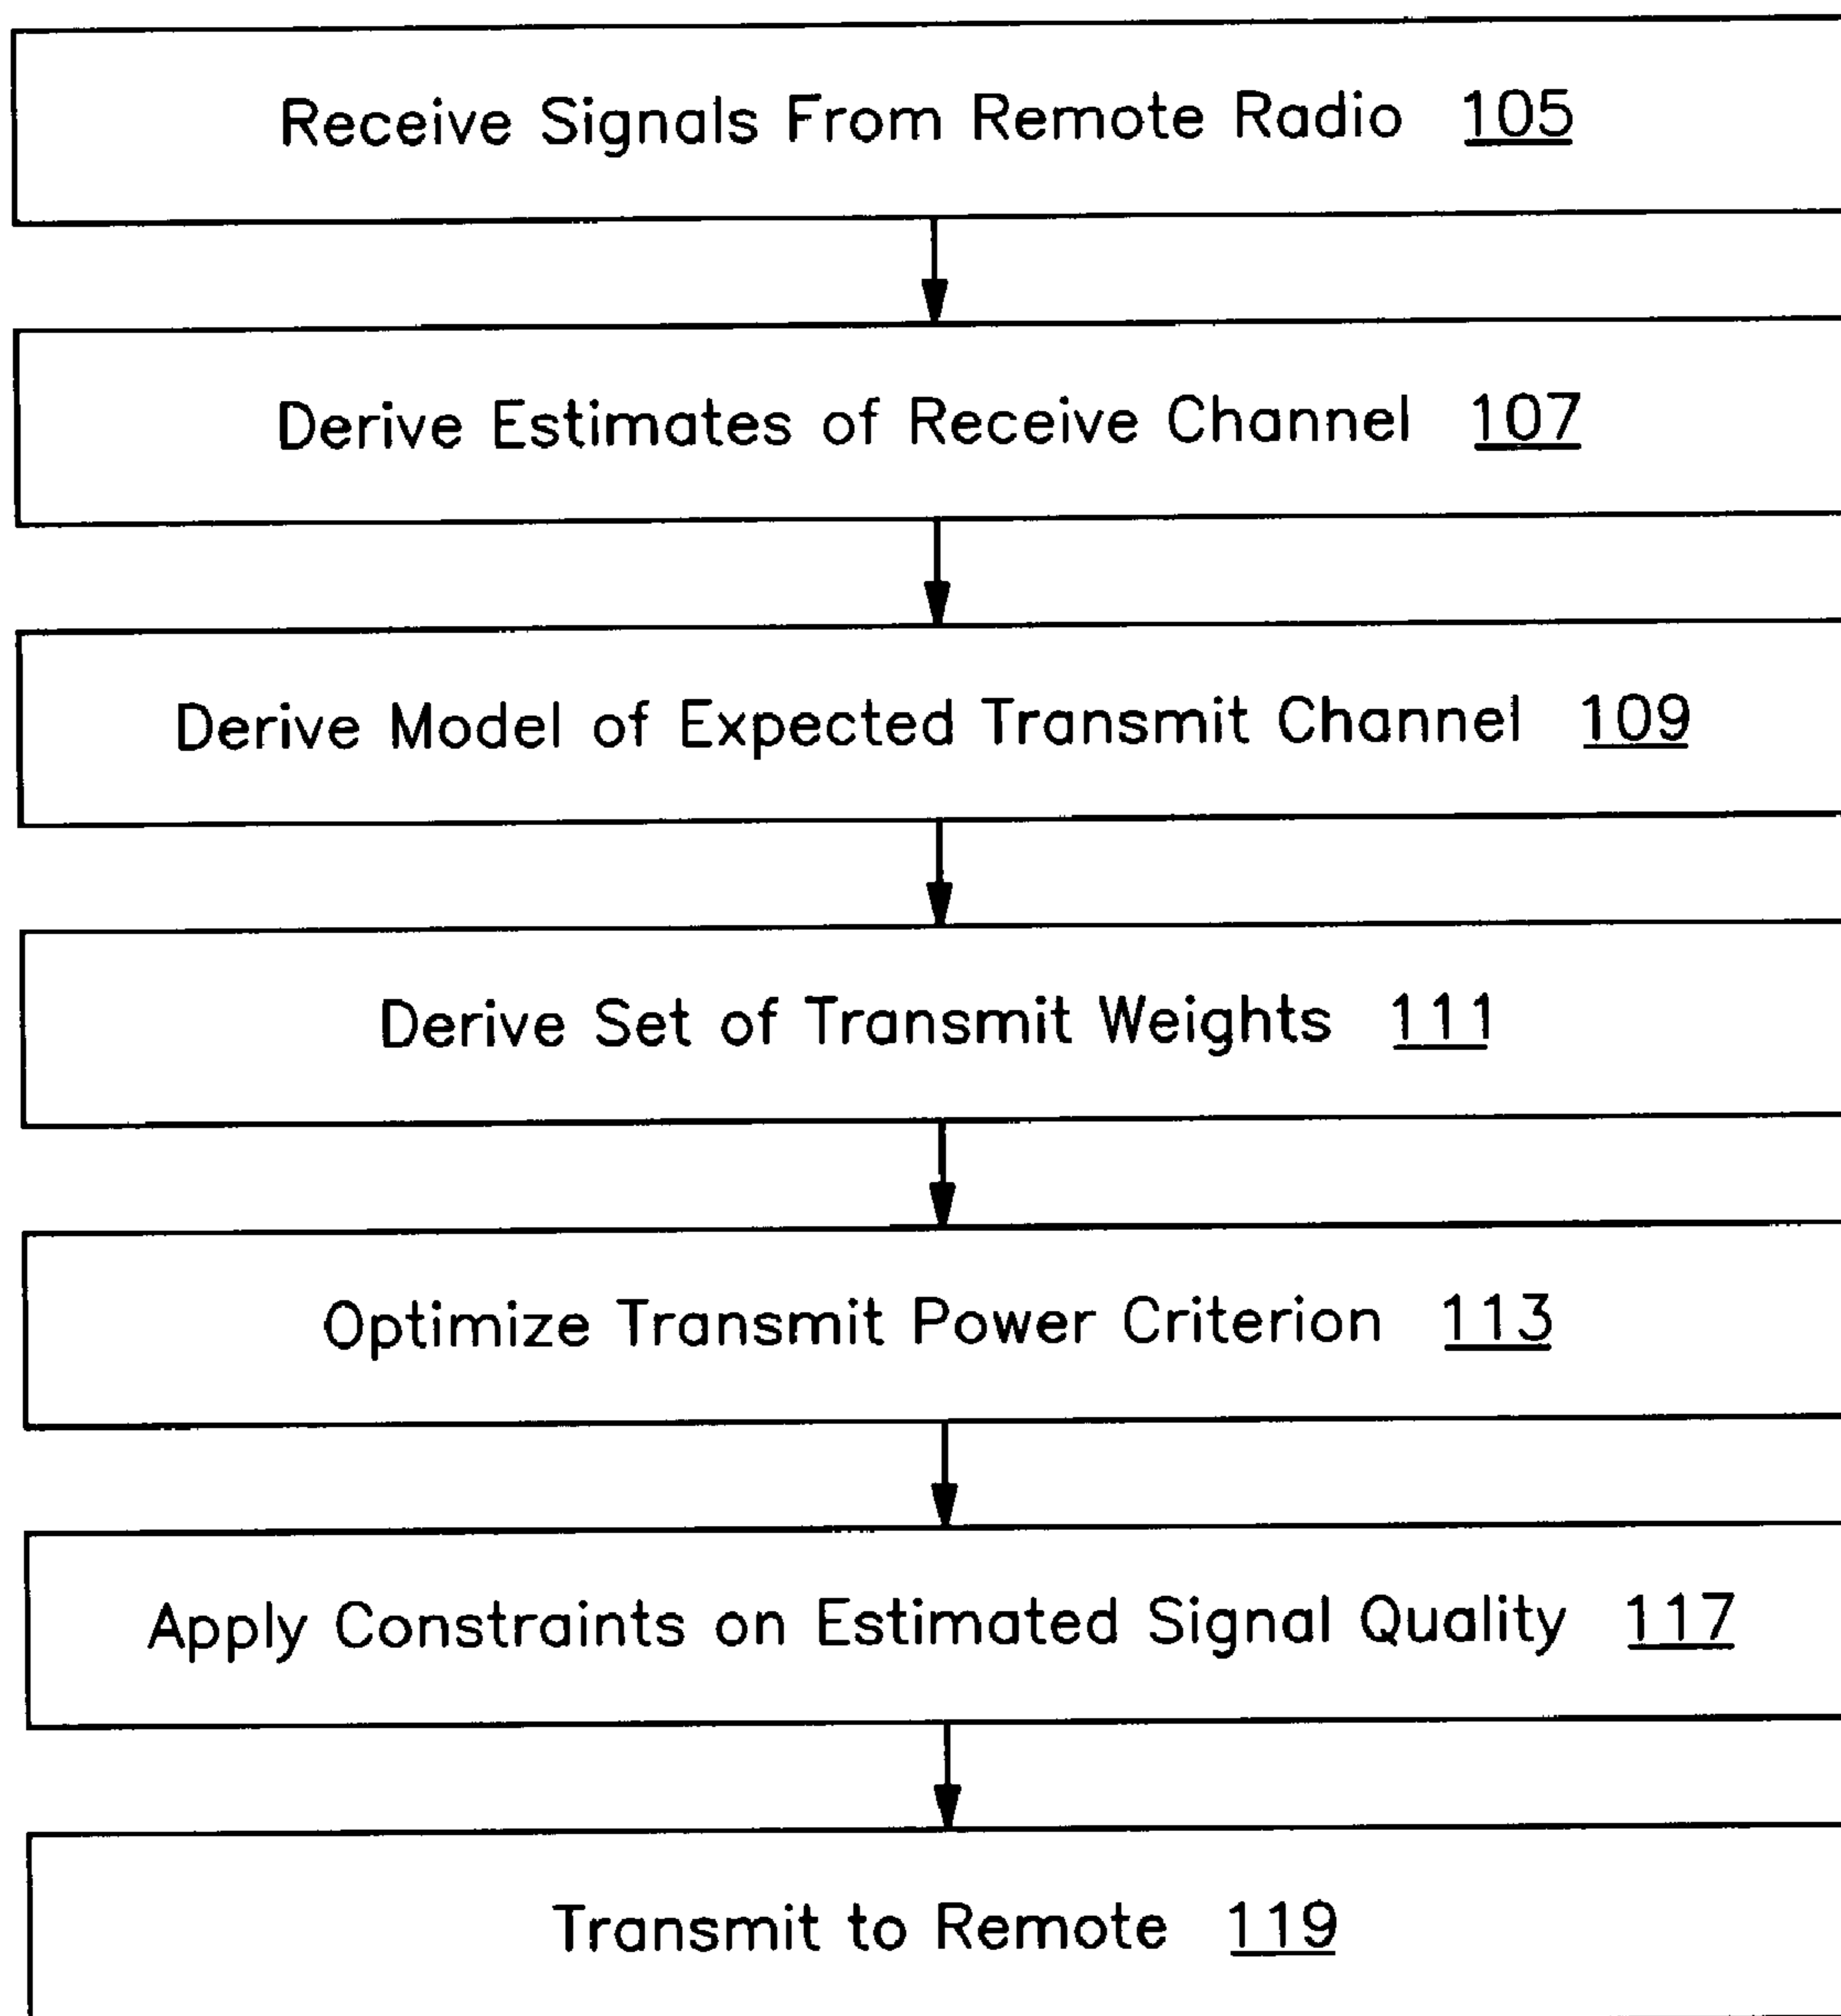 Receive Signals From Remote Radio 105
Derive Estimates of Receive Channel 107
Derive Model of Expected Transmit Channel 109
Derive Set of Transmit Weights 111
Optimize Transmit Power Criterion 113
Apply Constraints on Estimated Signal Quality 117
Transmit to Remote 119